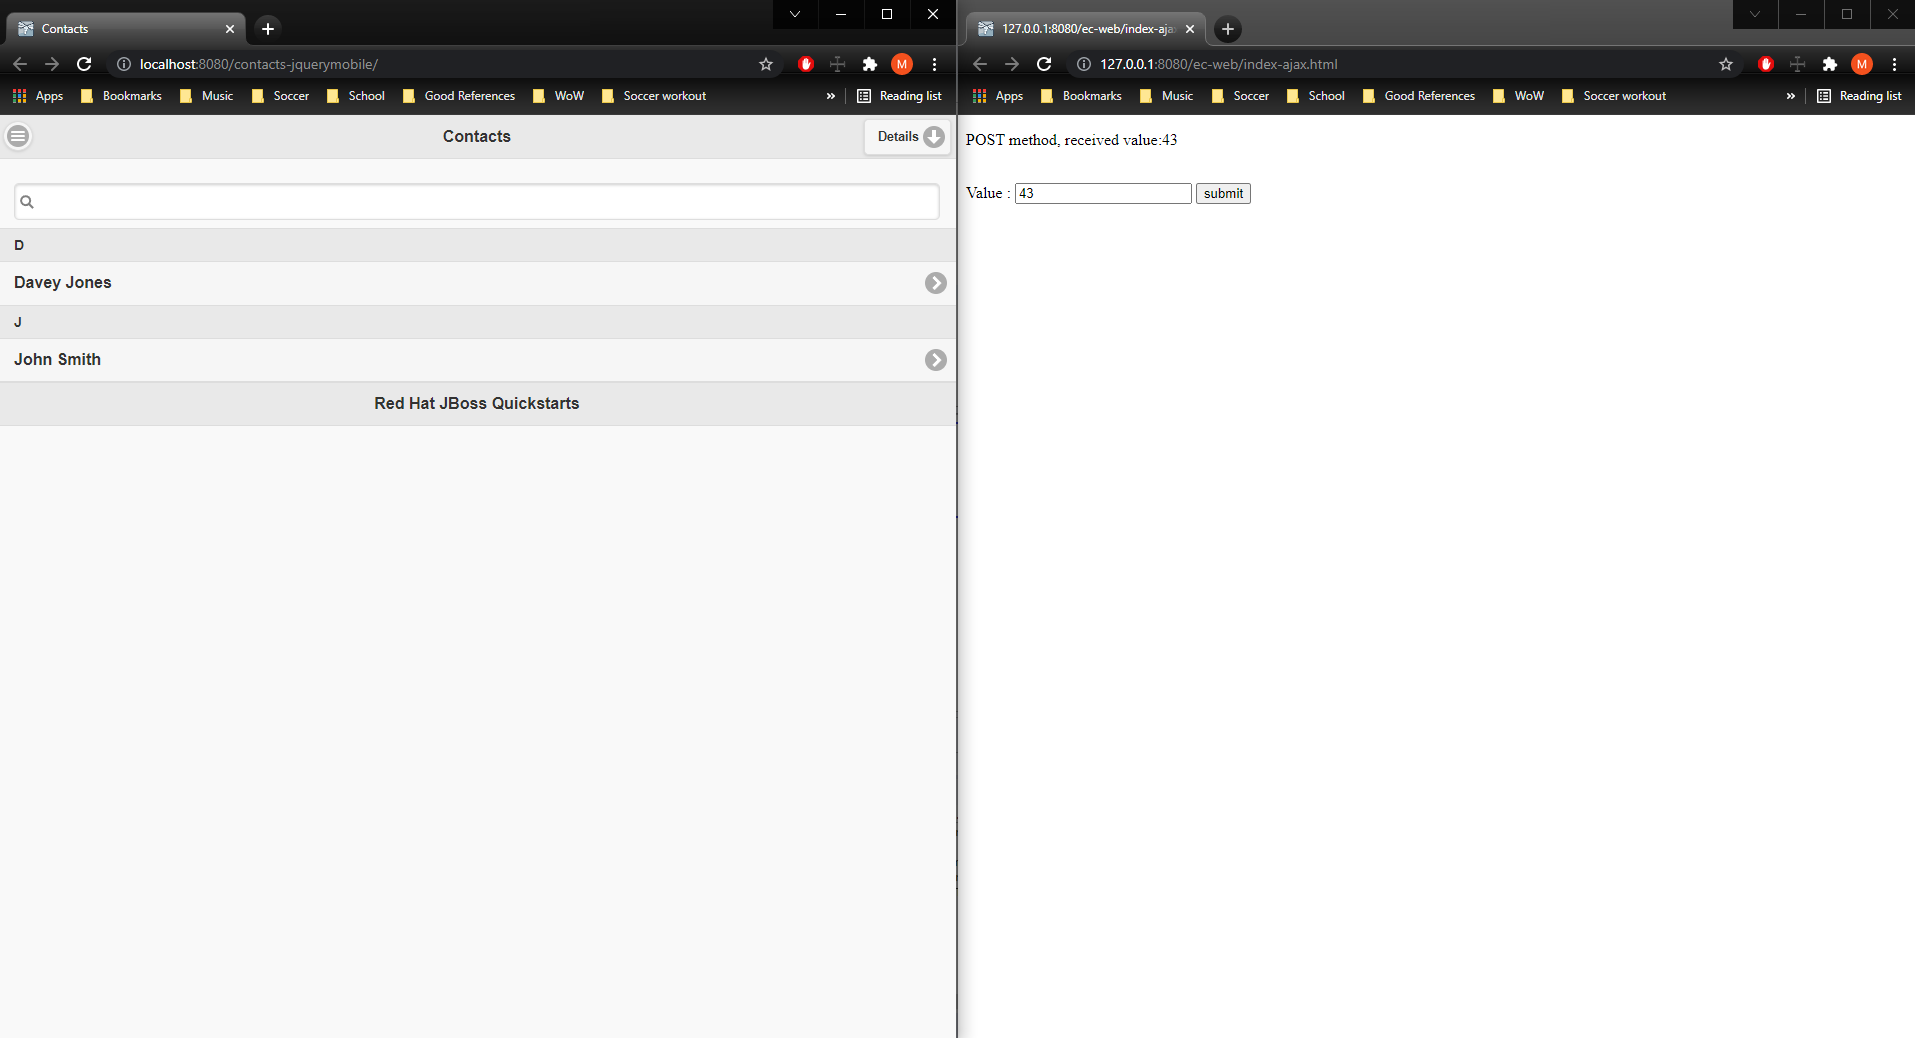 Contacts
localhost:8080/contacts-jquerymobile/
M
Apps Bookmarks Music Soccer School Good References WoW Soccer workout » Reading list
Contacts Details
D
Davey Jones
J
John Smith
Red Hat JBoss Quickstarts
127.0.0.1:8080/ec-web/index-aja
127.0.0.1:8080/ec-web/index-ajax.html
M
Apps Bookmarks Music Soccer School Good References WoW Soccer workout » Reading list
POST method, received value:43
Value : 43 submit